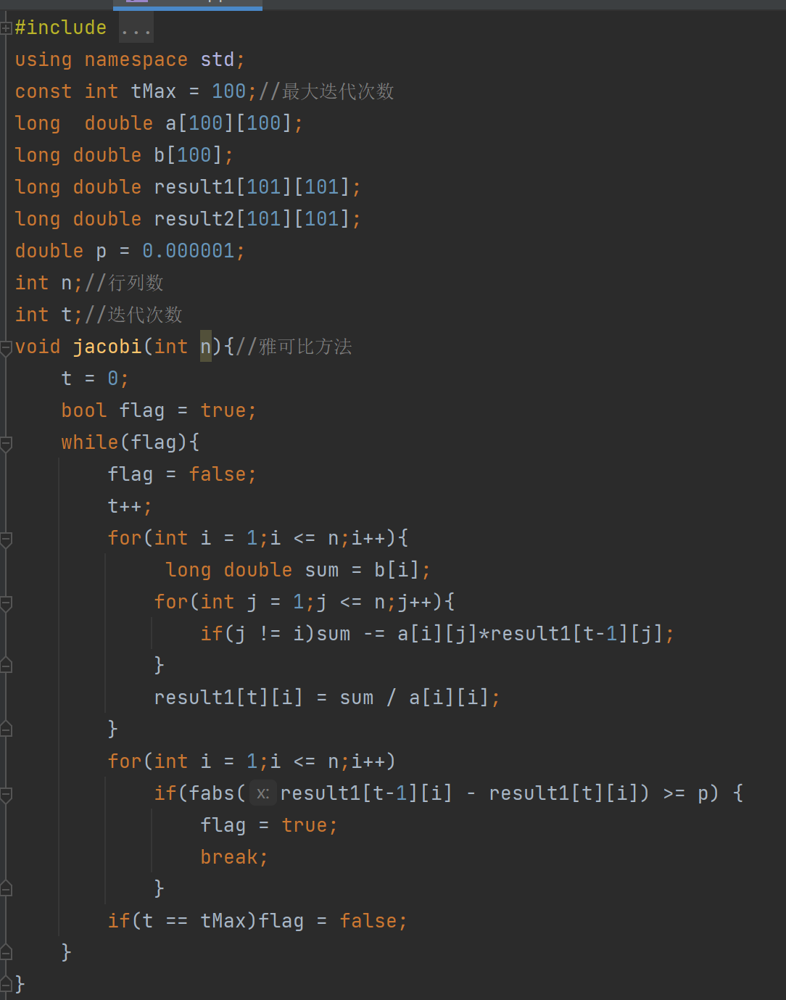 #include ...
using namespace std;
const int tMax = 100;//最大迭代次数
long  double a[100][100];
long double b[100];
long double result1[101][101];
long double result2[101][101];
double p = 0.000001;
int n;//行列数
int t;//迭代次数
void jacobi(int n){//雅可比方法
    t = 0;
    bool flag = true;
    while(flag){
        flag = false;
        t++;
        for(int i = 1;i <= n;i++){
             long double sum = b[i];
            for(int j = 1;j <= n;j++){
                if(j != i)sum -= a[i][j]*result1[t-1][j];
            }
            result1[t][i] = sum / a[i][i];
        }
        for(int i = 1;i <= n;i++)
            if(fabs( x: result1[t-1][i] - result1[t][i]) >= p) {
                flag = true;
                break;
            }
        if(t == tMax)flag = false;
    }
}